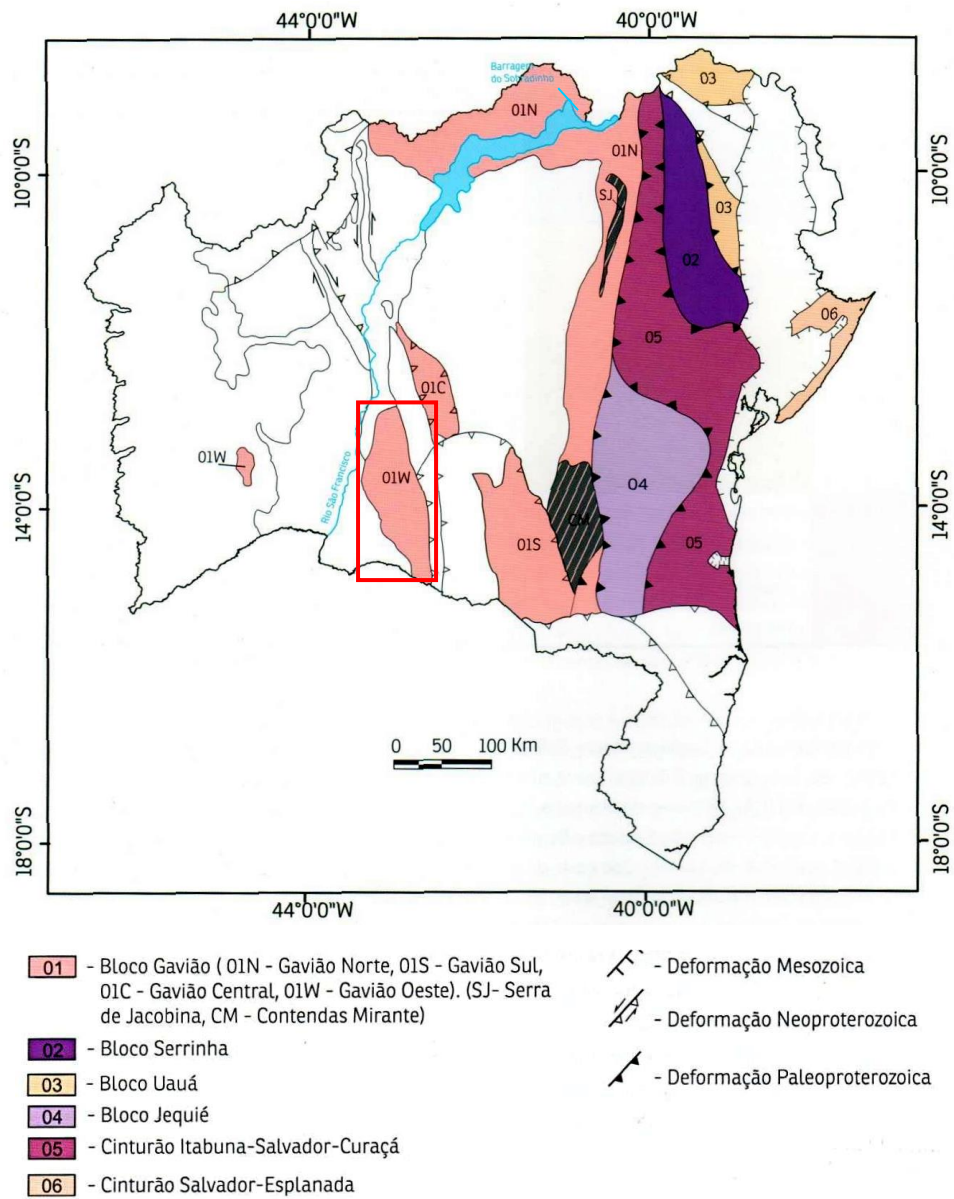 44°0'0"W
40°0'0"W
Barragem
do Sobradinho
03
01N
01N
10°0'0"S
10°0'0"S
SJ
03
02
06
05
01C
01W
01W
Rio São Francisco
04
14°0'0"S
14°0'0"S
CM
01S
05
0 50 100 Km
18°0'0"S
18°0'0"S
44°0'0"W
40°0'0"W
01 - Bloco Gavião ( 01N - Gavião Norte, 01S - Gavião Sul,
01C - Gavião Central, 01W - Gavião Oeste). (SJ- Serra
de Jacobina, CM - Contendas Mirante)
02 - Bloco Serrinha
03 - Bloco Uauá
04 - Bloco Jequié
05 - Cinturão Itabuna-Salvador-Curaçá
06 - Cinturão Salvador-Esplanada
- Deformação Mesozoica
- Deformação Neoproterozoica
- Deformação Paleoproterozoica